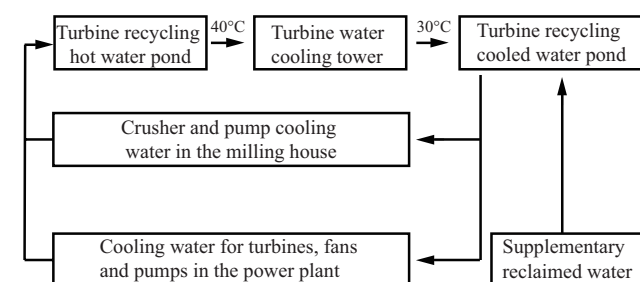 Turbine recycling
hot water pond
40°C
Turbine water
cooling tower
30°C
Turbine recycling
cooled water pond
Crusher and pump cooling
water in the milling house
Cooling water for turbines, fans
and pumps in the power plant
Supplementary
reclaimed water